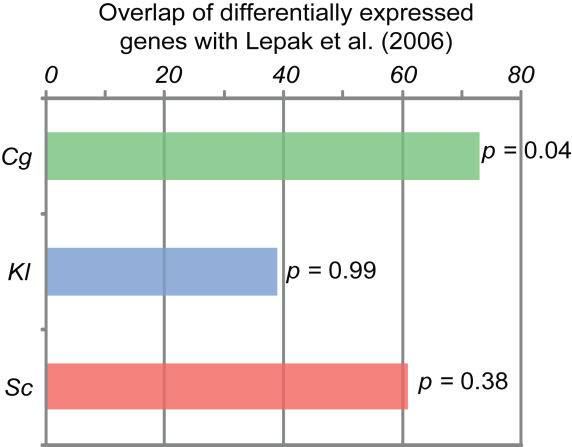 Overlap of differentially expressed
genes with Lepak et al. (2006)
0 20 40 60 80
Cg p = 0.04
Kl p = 0.99
Sc p = 0.38